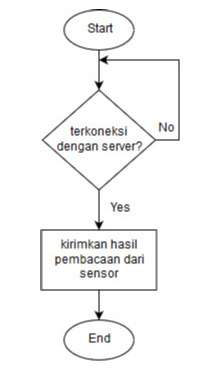 Start
terkoneksi
dengan server?
No
Yes
kirimkan hasil
pembacaan dari
sensor
End